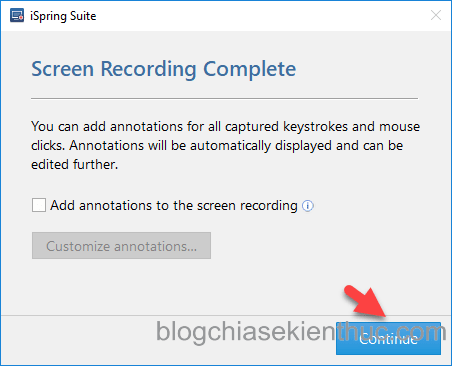 iSpring Suite
Screen Recording Complete
You can add annotations for all captured keystrokes and mouse
clicks. Annotations will be automatically displayed and can be
edited further.
Add annotations to the screen recording
Customize annotations...
Continue
blogchiasekienthuc.com